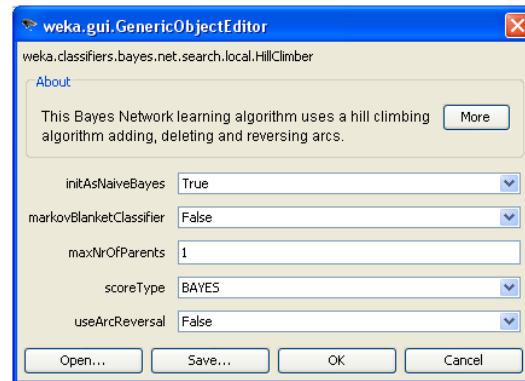 weka.gui.GenericObjectEditor
weka.classifiers.bayes.net.search.local.HillClimber
About
This Bayes Network learning algorithm uses a hill climbing
algorithm adding, deleting and reversing arcs.
More
initAsNaiveBayes True
markovBlanketClassifier False
maxNrOfParents 1
scoreType BAYES
useArcReversal False
Open... Save... OK Cancel